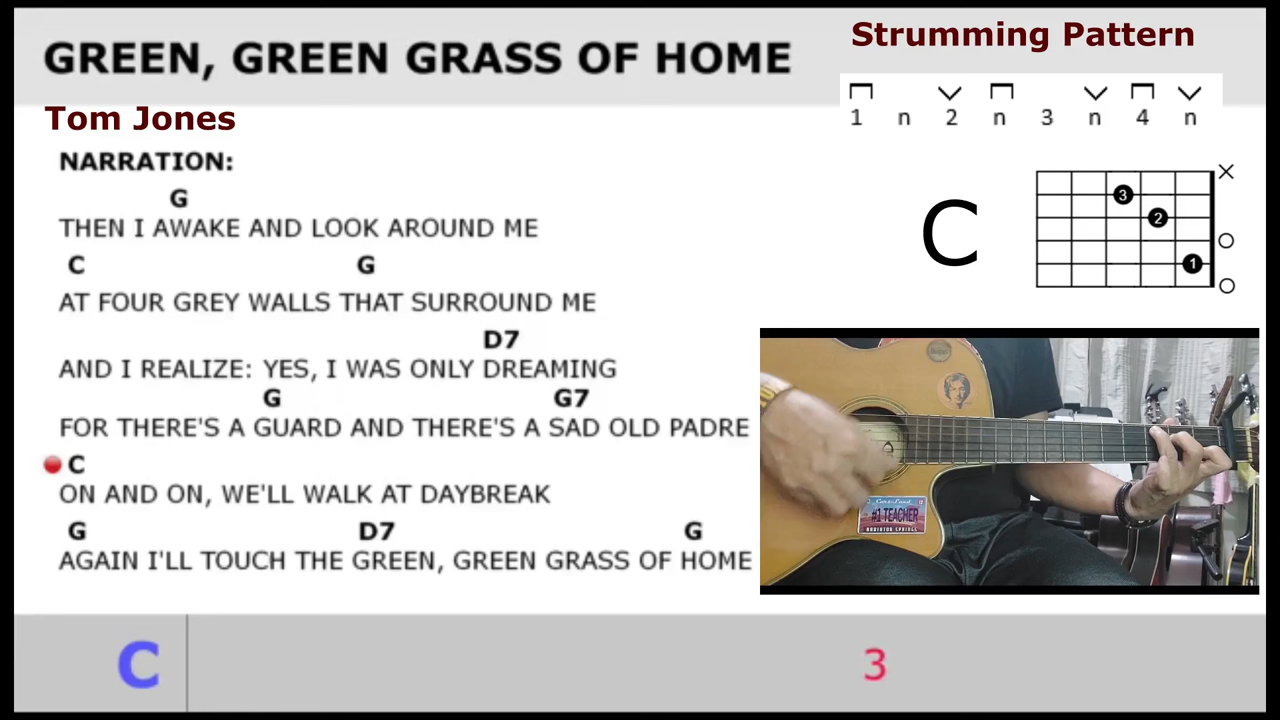 GREEN, GREEN GRASS OF HOME
Strumming Pattern
Tom Jones
1 n 2 n 3 n 4 n
NARRATION:
G
THEN I AWAKE AND LOOK AROUND ME
C G
AT FOUR GREY WALLS THAT SURROUND ME
D7
AND I REALIZE: YES, I WAS ONLY DREAMING
G G7
FOR THERE'S A GUARD AND THERE'S A SAD OLD PADRE
C
ON AND ON, WE'LL WALK AT DAYBREAK
G D7 G
AGAIN I'LL TOUCH THE GREEN, GREEN GRASS OF HOME
C
3
2
1
#1 TEACHER
C
3